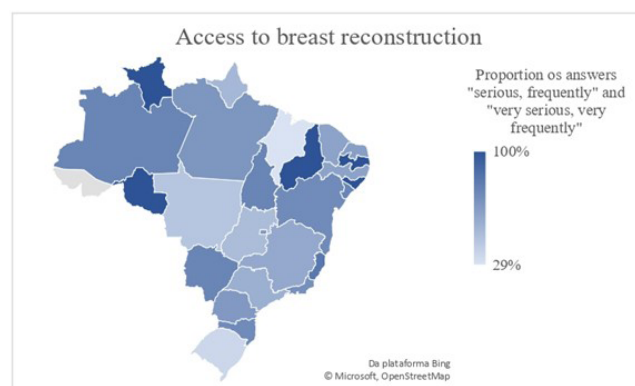 Access to breast reconstruction
Proportion os answers
"serious, frequently" and
"very serious, very
frequently"
100%
29%
Da plataforma Bing
© Microsoft, OpenStreetMap